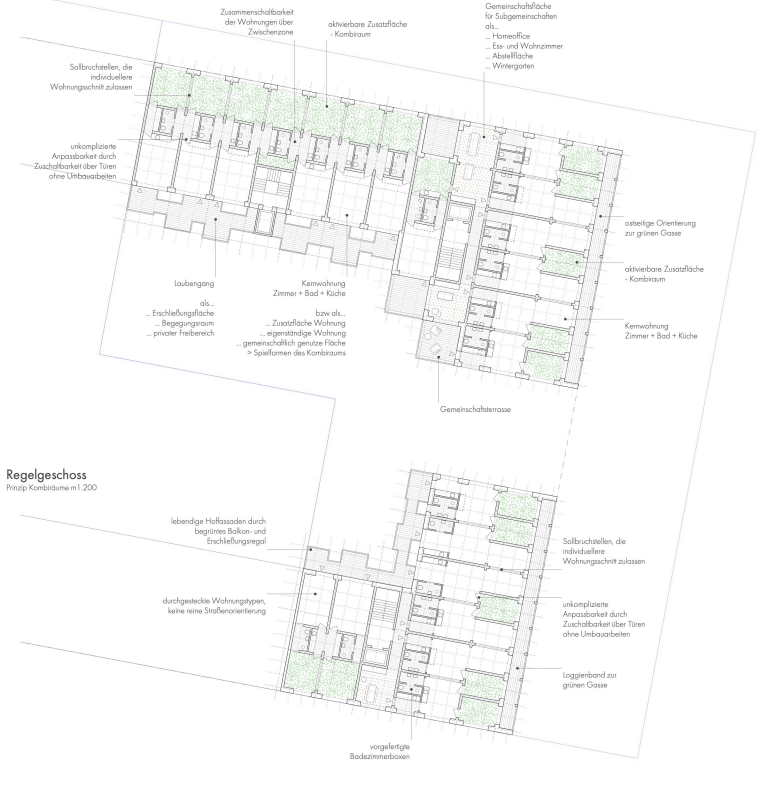 Gemeinschaftsfläche
für Subgemeinschaften
als...
... Homeoffice
... Ess- und Wohnzimmer
... Abstellfläche
... Wintergarten
Zusammenschaltbarkeit
der Wohnungen über
Zwischenzone
aktivierbare Zusatzfläche
- Kombiraum
Sollbruchstellen, die
individuellere
Wohnungsschnitt zulassen
unkomplizierte
Anpassbarkeit durch
Zuschaltbarkeit über Türen
ohne Umbauarbeiten
ostseitige Orientierung
zur grünen Gasse
aktivierbare Zusatzfläche
- Kombiraum
Kernwohnung
Zimmer + Bad + Küche
Laubengang
als...
... Erschließungsfläche
... Begegungsraum
... privater Freibereich
Kernwohnung
Zimmer + Bad + Küche
bzw als...
... Zusatzfläche Wohnung
... eigenständige Wohnung
... gemeinschaftlich genutze Fläche
> Spielformen des Kombiraums
Gemeinschaftsterrasse
Regelgeschoss
Prinzip Kombiräume m1.200
lebendige Hoffassaden durch
begrüntes Balkon- und
Erschließungsregal
durchgesteckte Wohnungstypen,
keine reine Straßenorientierung
Sollbruchstellen, die
individuellere
Wohnungsschnitt zulassen
unkomplizierte
Anpassbarkeit durch
Zuschaltbarkeit über Türen
ohne Umbauarbeiten
Loggienband zur
grünen Gasse
vorgefertigte
Badezimmerboxen